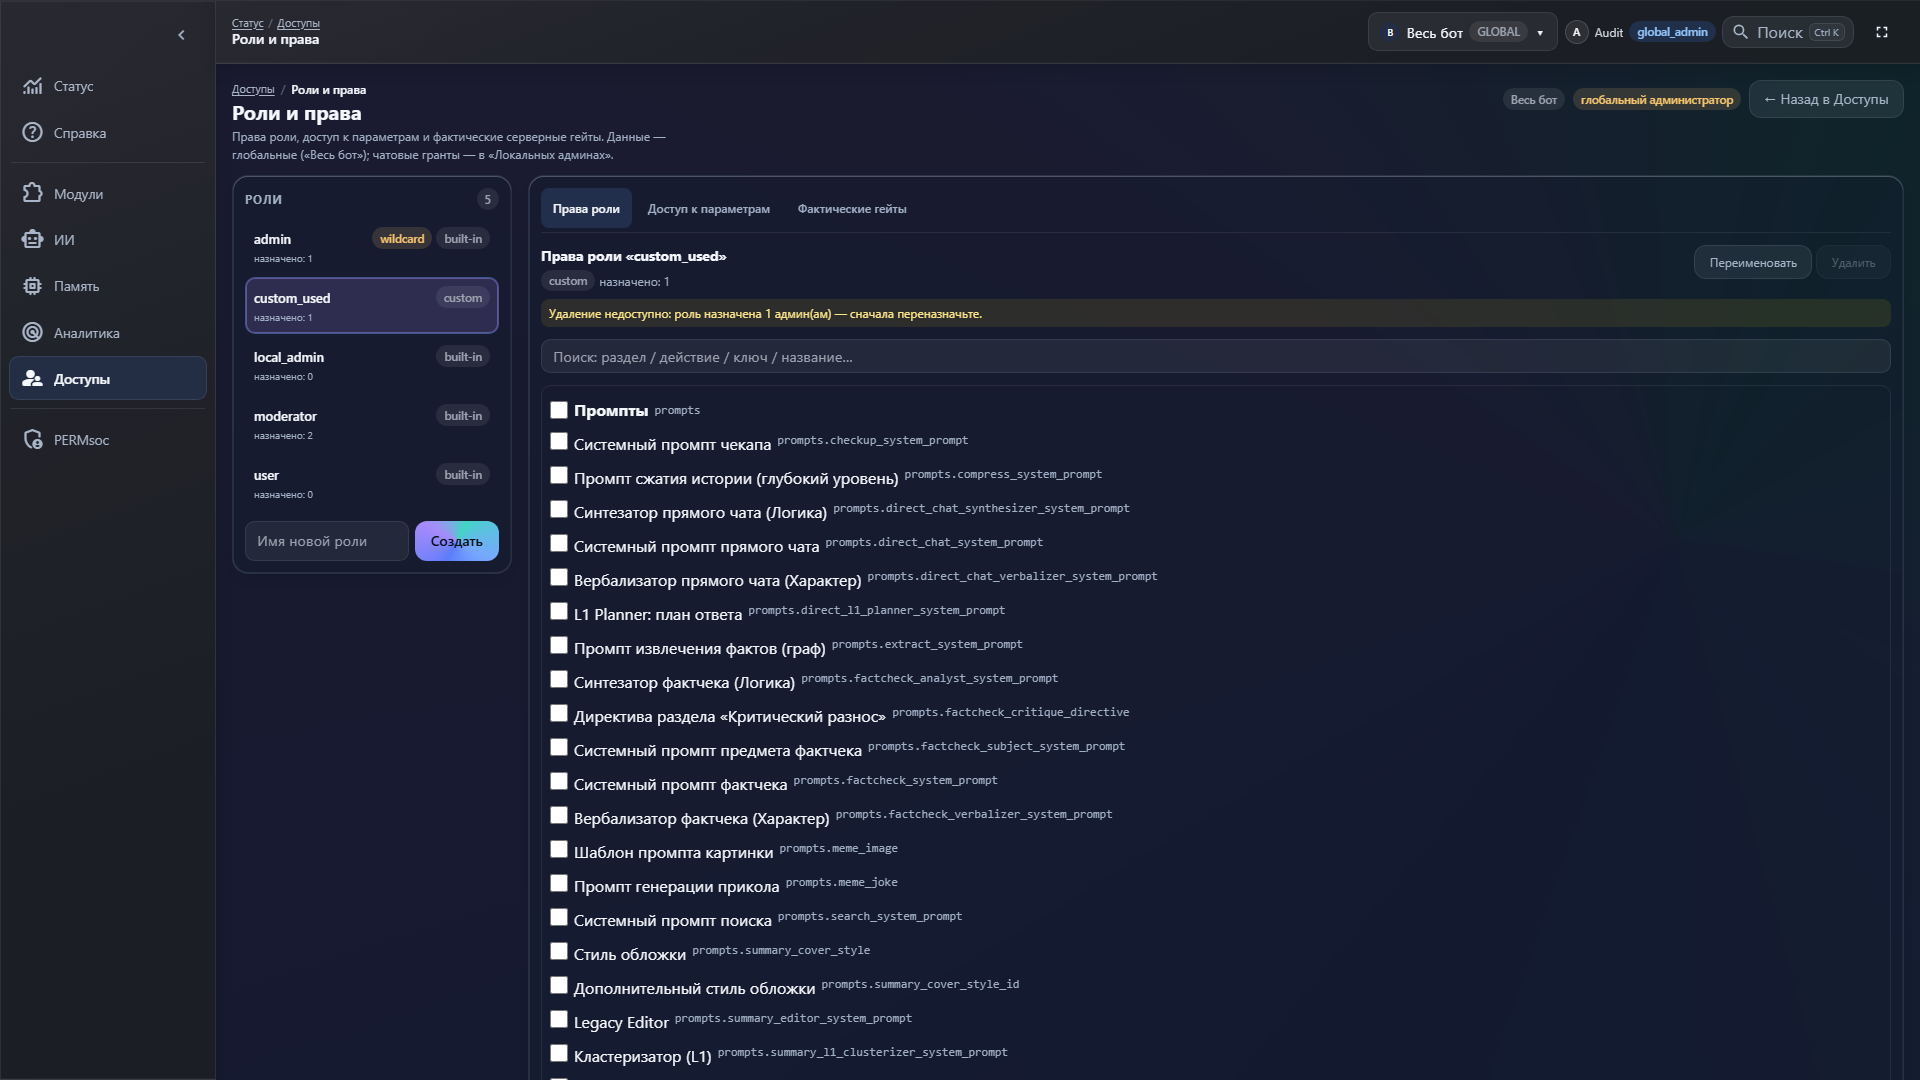 Статус / Доступы
Роли и права
В Весь бот GLOBAL ▾
A Audit global_admin
Поиск Ctrl K
Статус
Справка
Модули
ИИ
Память
Аналитика
Доступы
PERMsoc
Доступы / Роли и права
Роли и права
Права роли, доступ к параметрам и фактические серверные гейты. Данные —
глобальные («Весь бот»); чатовые гранты — в «Локальных админах».
Весь бот глобальный администратор ← Назад в Доступы
РОЛИ 5
admin wildcard built-in
назначено: 1
custom_used custom
назначено: 1
local_admin built-in
назначено: 0
moderator built-in
назначено: 2
user built-in
назначено: 0
Имя новой роли Создать
Права роли Доступ к параметрам Фактические гейты
Права роли «custom_used»
custom назначено: 1
Переименовать Удалить
Удаление недоступно: роль назначена 1 админ(ам) — сначала переназначьте.
Поиск: раздел / действие / ключ / название...
Промпты prompts
Системный промпт чекапа prompts.checkup_system_prompt
Промпт сжатия истории (глубокий уровень) prompts.compress_system_prompt
Синтезатор прямого чата (Логика) prompts.direct_chat_synthesizer_system_prompt
Системный промпт прямого чата prompts.direct_chat_system_prompt
Вербализатор прямого чата (Характер) prompts.direct_chat_verbalizer_system_prompt
L1 Planner: план ответа prompts.direct_l1_planner_system_prompt
Промпт извлечения фактов (граф) prompts.extract_system_prompt
Синтезатор фактчека (Логика) prompts.factcheck_analyst_system_prompt
Директива раздела «Критический разнос» prompts.factcheck_critique_directive
Системный промпт предмета фактчека prompts.factcheck_subject_system_prompt
Системный промпт фактчека prompts.factcheck_system_prompt
Вербализатор фактчека (Характер) prompts.factcheck_verbalizer_system_prompt
Шаблон промпта картинки prompts.meme_image
Промпт генерации прикола prompts.meme_joke
Системный промпт поиска prompts.search_system_prompt
Стиль обложки prompts.summary_cover_style
Дополнительный стиль обложки prompts.summary_cover_style_id
Legacy Editor prompts.summary_editor_system_prompt
Кластеризатор (L1) prompts.summary_l1_clusterizer_system_prompt